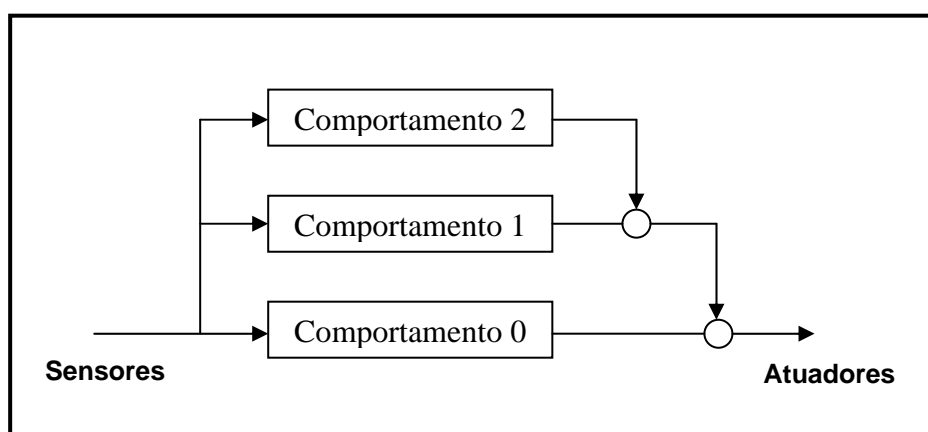 Comportamento 2
Comportamento 1
Comportamento 0
Sensores
Atuadores